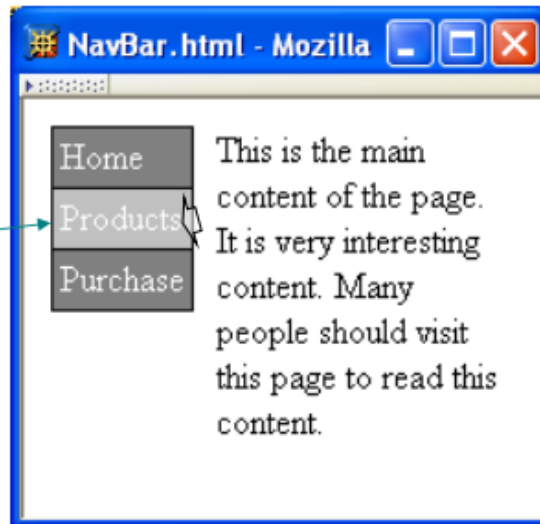 NavBar.html - Mozilla
Home
Products
Purchase
This is the main
content of the page.
It is very interesting
content. Many
people should visit
this page to read this
content.